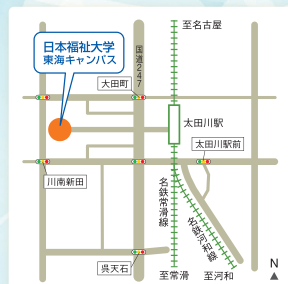 至名古屋
日本福祉大学
東海キャンパス
国道247
大田町
太田川駅
太田川駅前
川南新田
名鉄常滑線
名鉄河和線
呉天石
至常滑
至河和
N